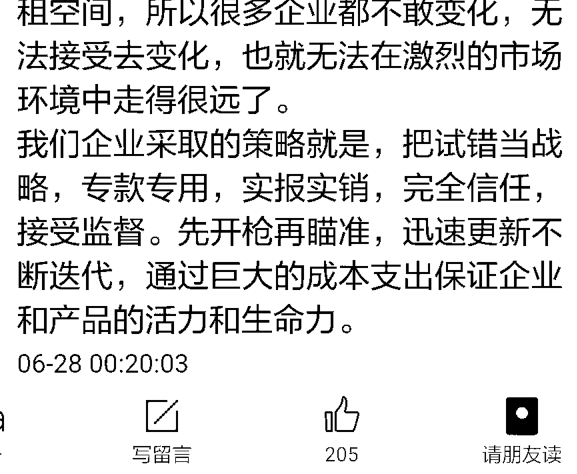 租空间，所以很多企业都不敢变化，无
法接受去变化，也就无法在激烈的市场
环境中走得很远了。
我们企业采取的策略就是，把试错当战
略，专款专用，实报实销，完全信任，
接受监督。先开枪再瞄准，迅速更新不
断迭代，通过巨大的成本支出保证企业
和产品的活力和生命力。
06-28 00:20:03
写留言
205
请朋友读